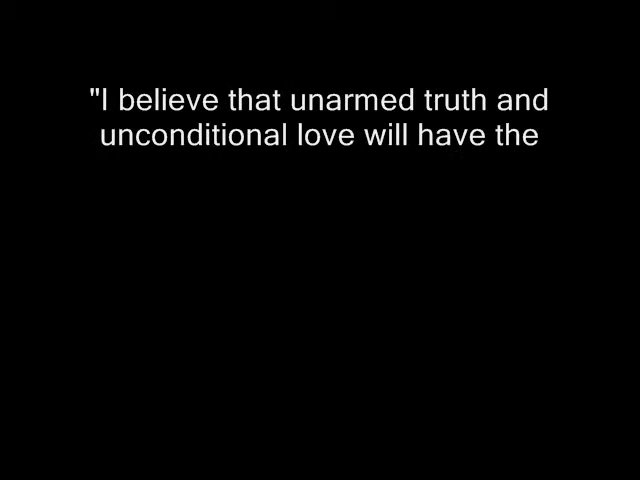 "I believe that unarmed truth and
unconditional love will have the